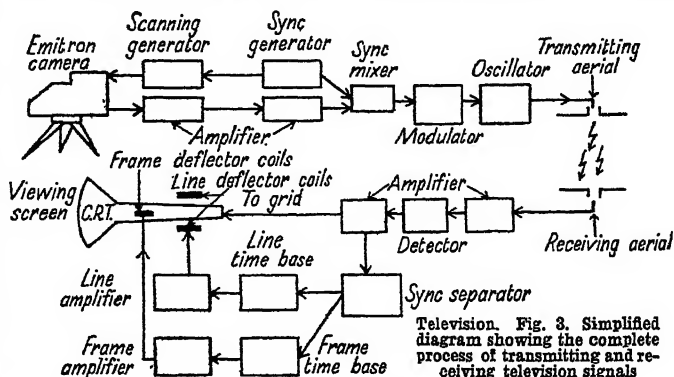 Emitron
camera
Scanning
generator
Sync
generator
Sync
mixer
Oscillator
Transmitting
aerial
Amplifier
Modulator
Frame deflector coils
Line deflector coils
Viewing
screen
C.R.T.
To grid
Amplifier
Detector
Receiving aerial
Line
time base
Line
amplifier
Sync separator
Frame
amplifier
Frame
time base
Television. Fig. 3. Simplified
diagram showing the complete
process of transmitting and re-
ceiving television signals